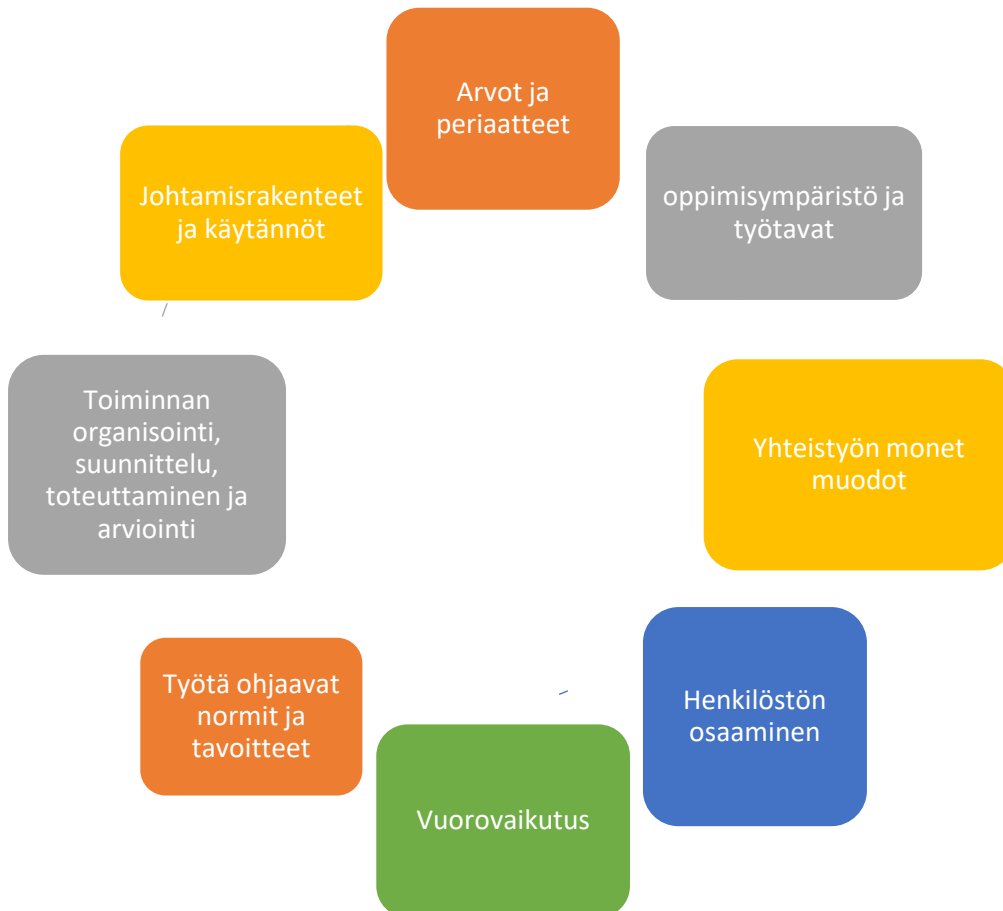 Arvot ja
periaatteet
oppimisympäristö ja
työtavat
Yhteistyön monet
muodot
Henkilöstön
osaaminen
Vuorovaikutus
Työtä ohjaavat
normit ja
tavoitteet
Toiminnan
organisointi,
suunnittelu,
toteuttaminen ja
arviointi
Johtamisrakenteet
ja käytännöt